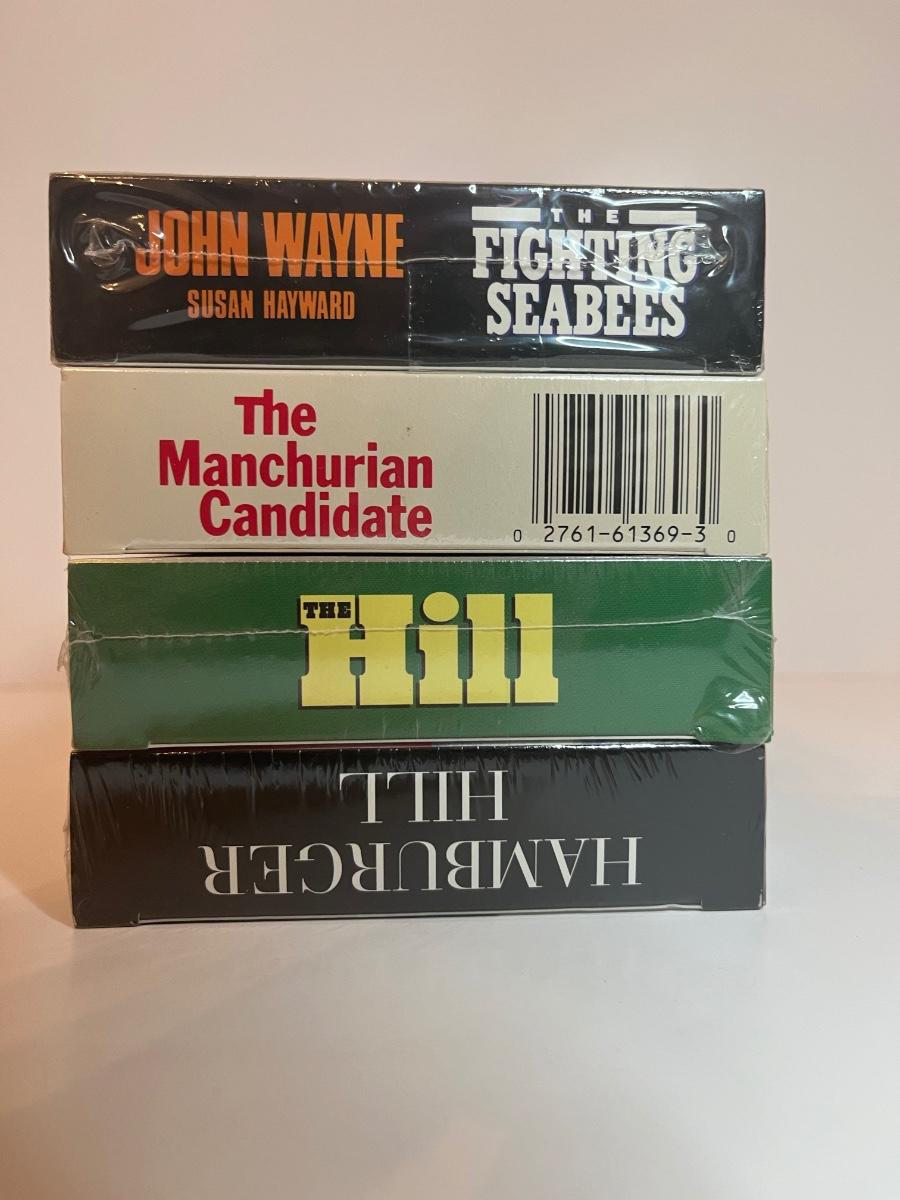 JOHN WAYNE
SUSAN HAYWARD
THE
FIGHTING
SEABEES
The
Manchurian
Candidate
0 2761-61369-3 0
THE
Hill
HAMBURGER
HILL